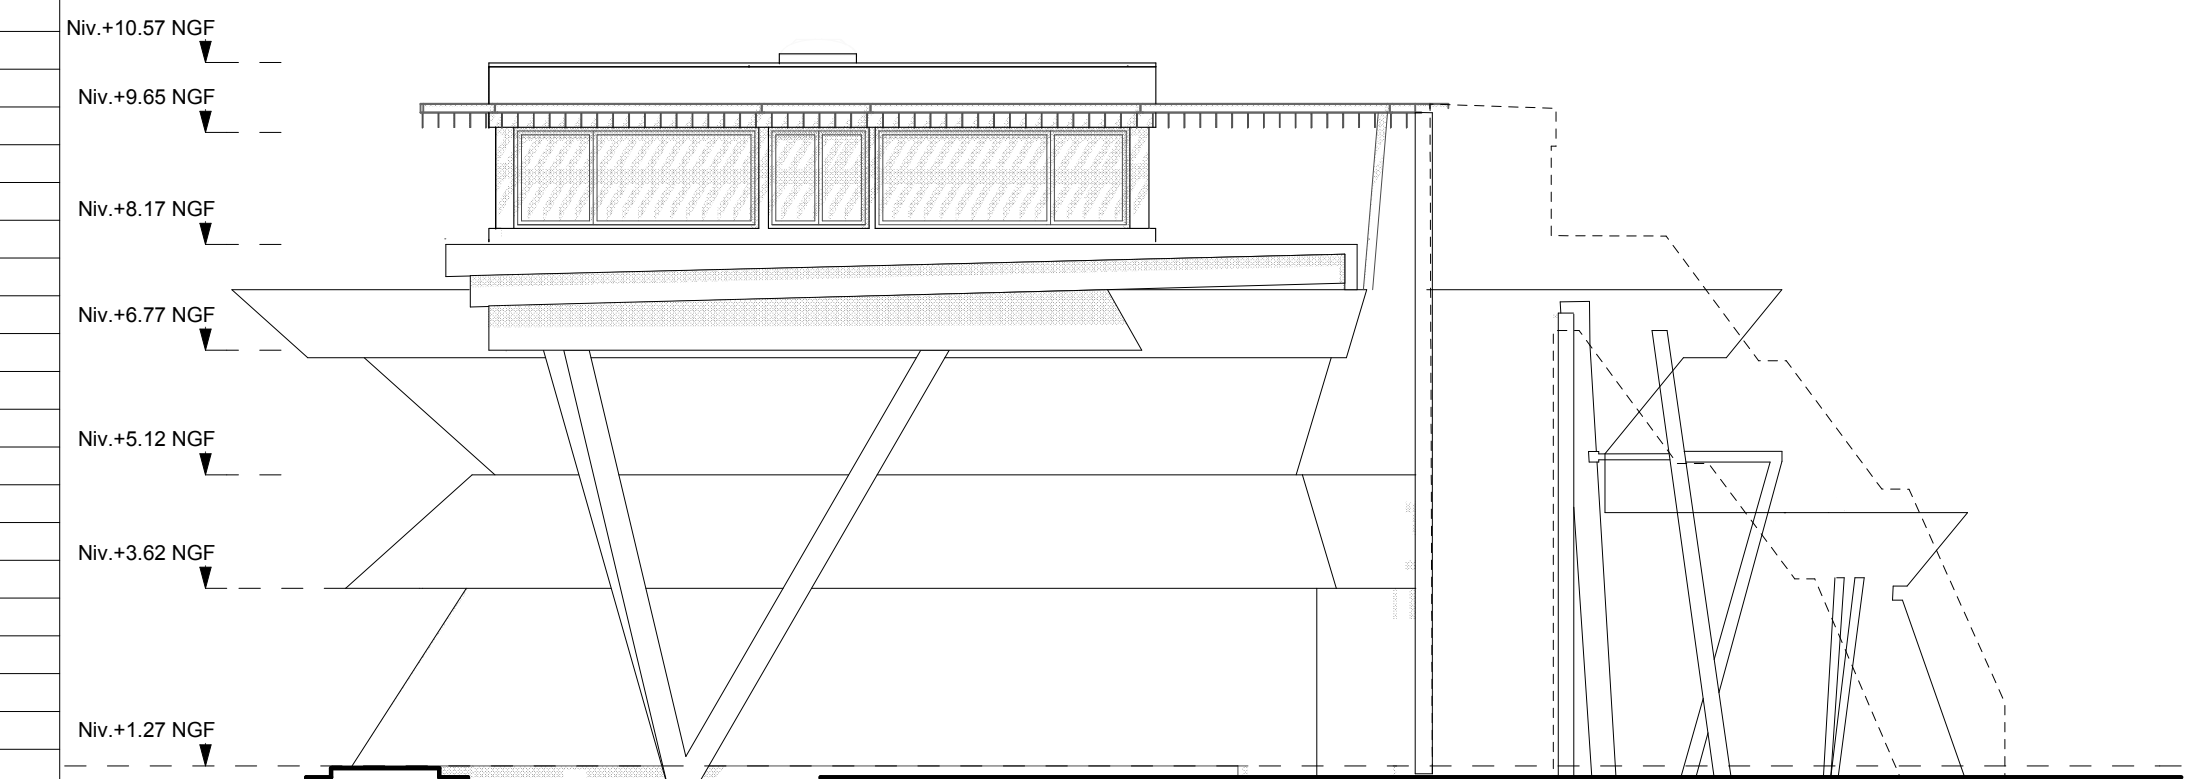 Niv.+10.57 NGF
Niv.+9.65 NGF
Niv.+8.17 NGF
Niv.+6.77 NGF
Niv.+5.12 NGF
Niv.+3.62 NGF
Niv.+1.27 NGF